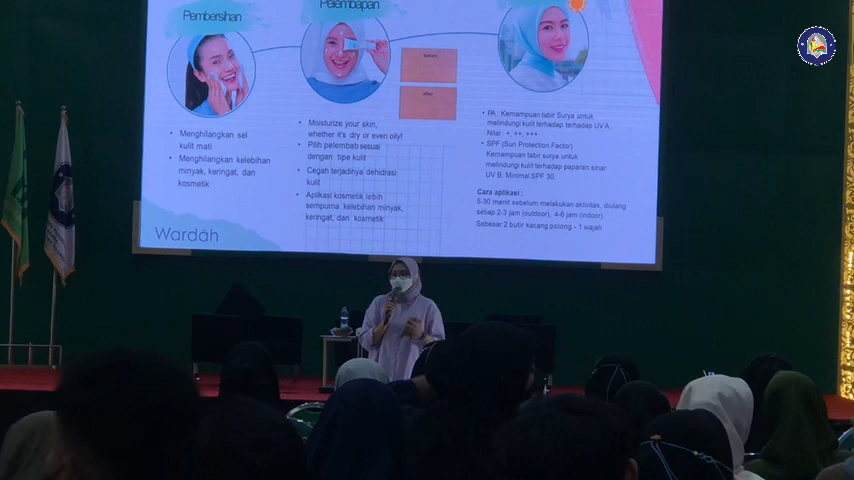 Pembersihan
Pelembapan
Menghilangkan sel
kulit mati
Menghilangkan kelebihan
minyak, keringat, dan
kosmetik
Moisturize your skin,
whether it's dry or even oily!
Pilih pelembab sesuai
dengan tipe kulit
Cegah terjadinya dehidrasi
kulit
Aplikasi kosmetik lebih
sempurna kelebihan minyak,
keringat, dan kosmetik
PA : Kemampuan tabir Surya untuk
melindungi kulit terhadap terhadap UV A.
Nilai : +, ++, +++
SPF (Sun Protection Factor)
Kemampuan tabir surya untuk
melindungi kulit terhadap paparan sinar
UV B. Minimal SPF 30.
Cara aplikasi :
5-30 menit sebelum melakukan aktivitas, diulang
setiap 2-3 jam (outdoor), 4-6 jam (indoor)
Sebesar 2 butir kacang polong - 1 wajah
Wardah